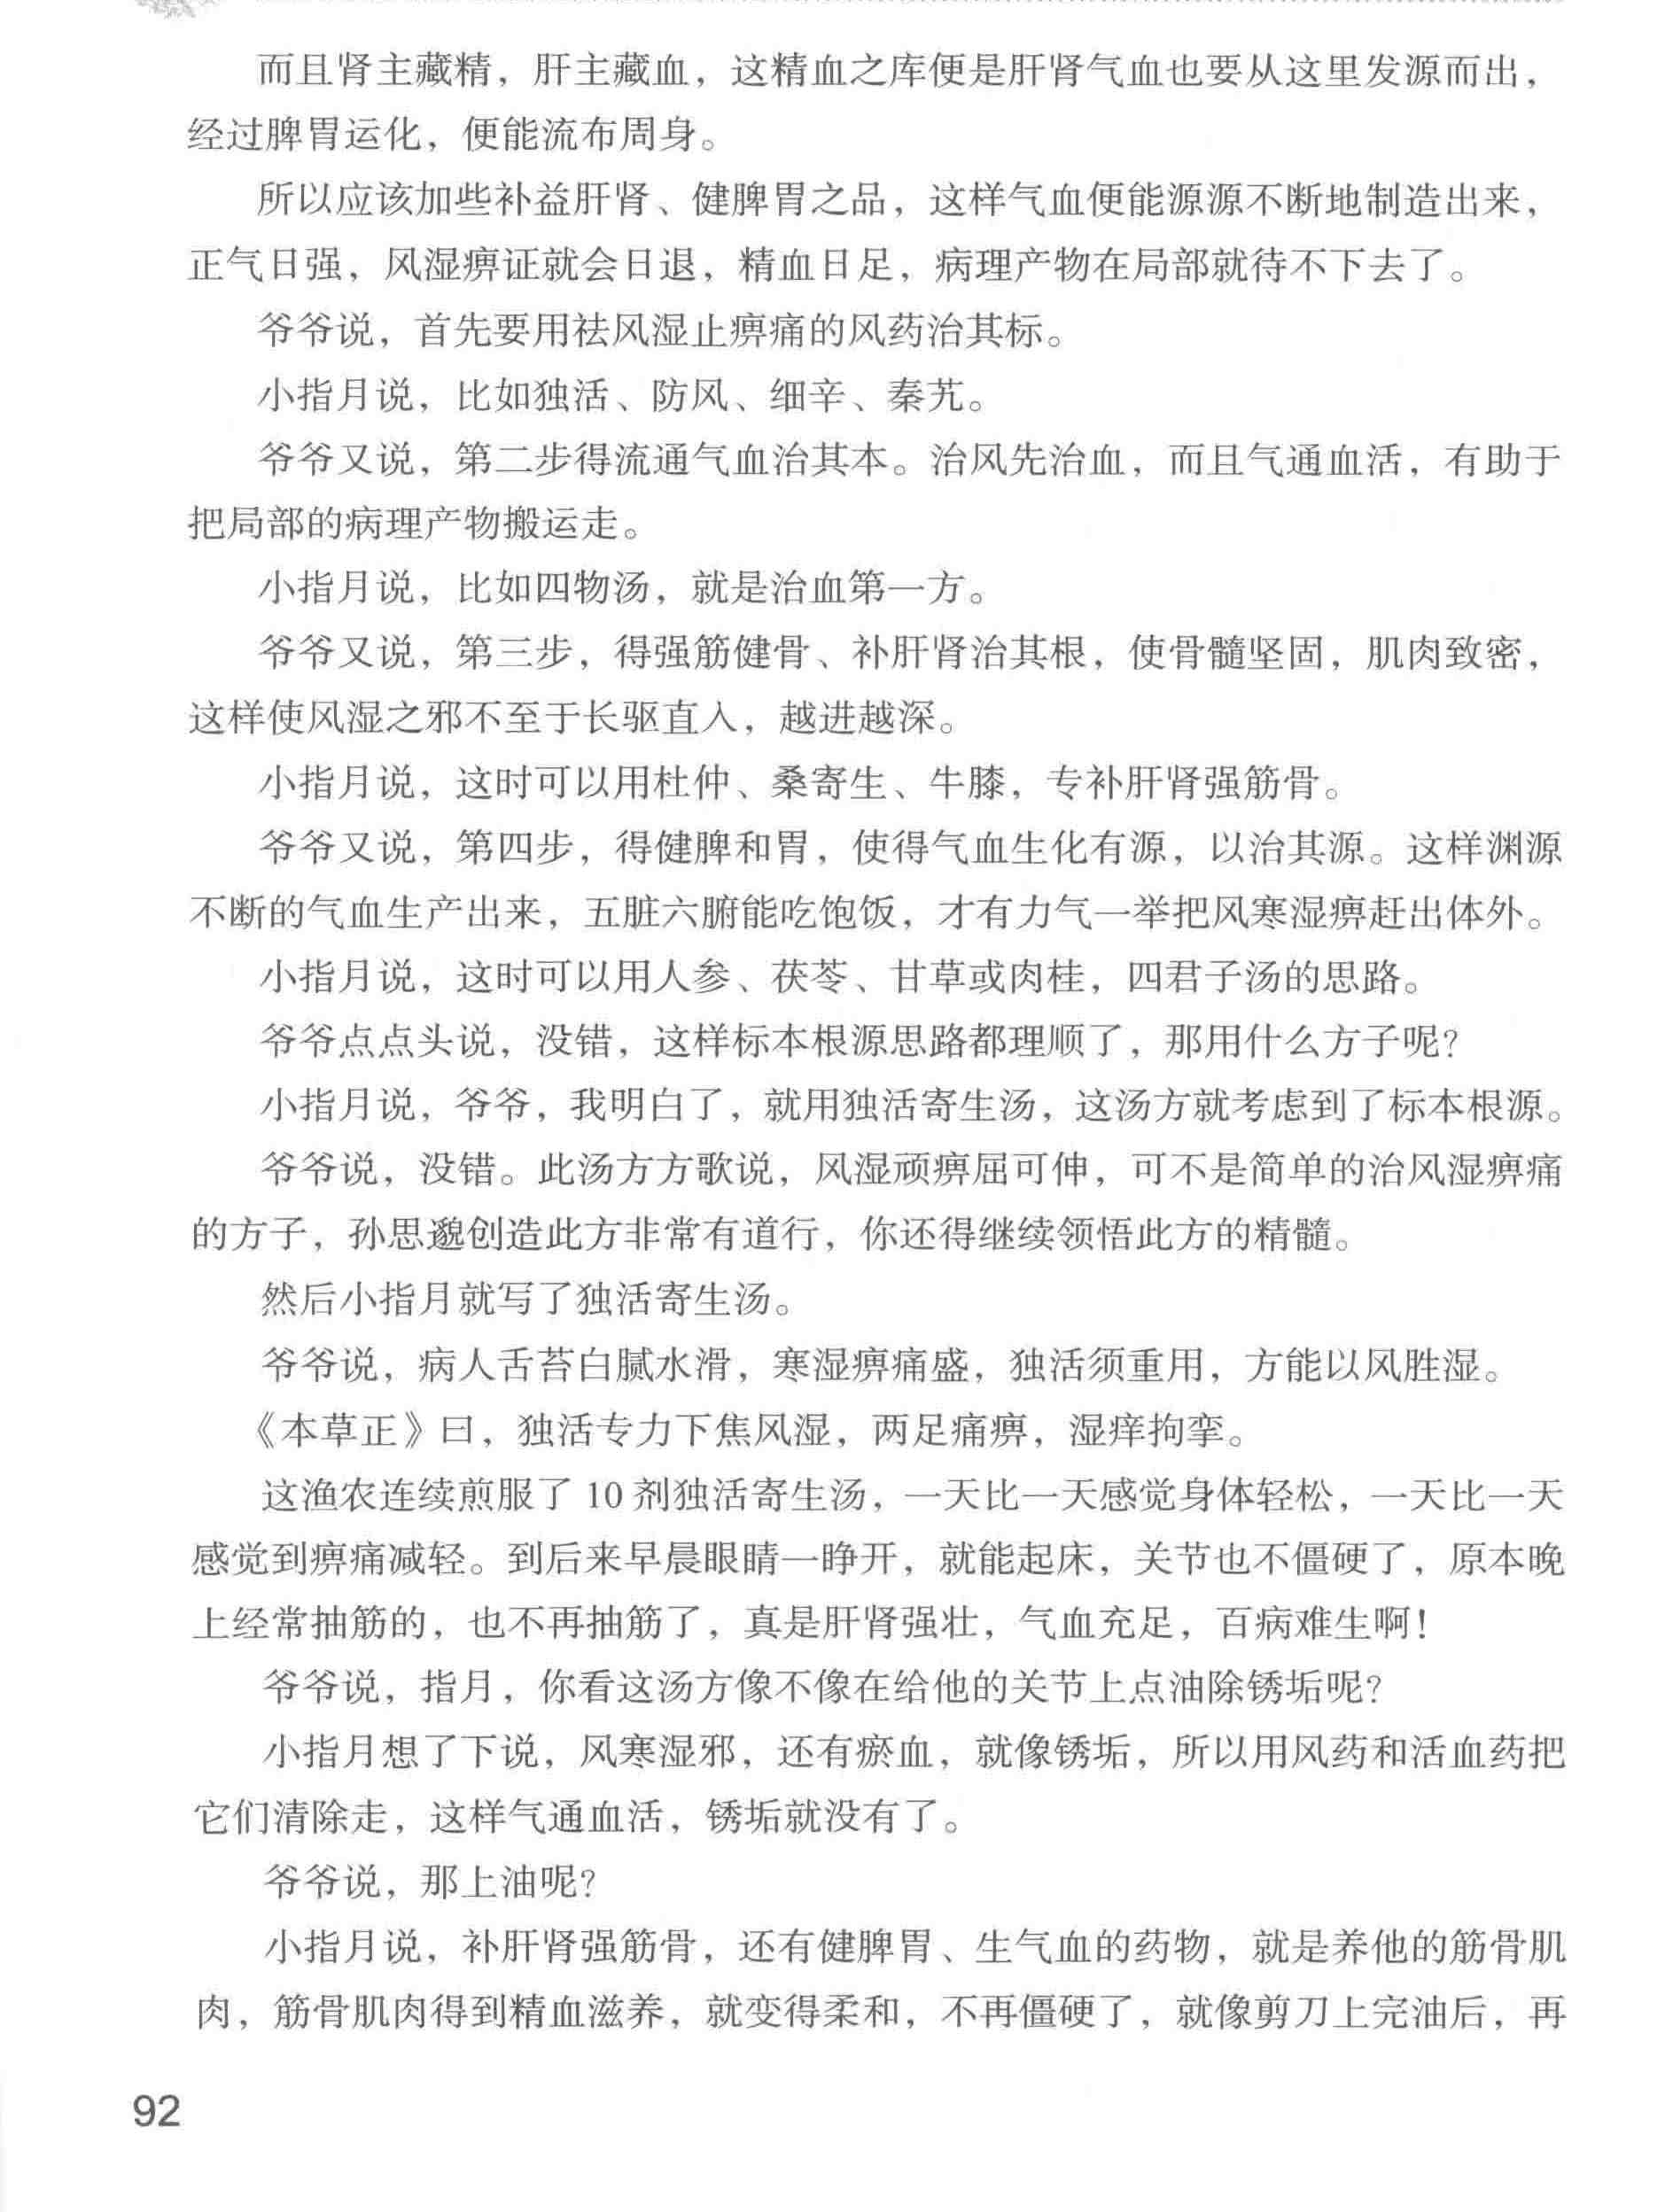 而且肾主藏精，肝主藏血，这精血之库便是肝肾气血也要从这里发源而出，
经过脾胃运化，便能流布周身。
所以应该加些补益肝肾、健脾胃之品，这样气血便能源源不断地制造出来，
正气日强，风湿痹证就会日退，精血日足，病理产物在局部就待不下去了。
爷爷说，首先要用祛风湿止痹痛的风药治其标。
小指月说，比如独活、防风、细辛、秦艽。
爷爷又说，第二步得流通气血治其本。治风先治血，而且气通血活，有助于
把局部的病理产物搬运走。
小指月说，比如四物汤，就是治血第一方。
爷爷又说，第三步，得强筋健骨、补肝肾治其根，使骨髓坚固，肌肉致密，
这样使风湿之邪不至于长驱直入，越进越深。
小指月说，这时可以用杜仲、桑寄生、牛膝，专补肝肾强筋骨。
爷爷又说，第四步，得健脾和胃，使得气血生化有源，以治其源。这样渊源
不断的气血生产出来，五脏六腑能吃饱饭，才有力气一举把风寒湿痹赶出体外。
小指月说，这时可以用人参、茯苓、甘草或肉桂，四君子汤的思路。
爷爷点点头说，没错，这样标本根源思路都理顺了，那用什么方子呢？
小指月说，爷爷，我明白了，就用独活寄生汤，这汤方就考虑到了标本根源。
爷爷说，没错。此汤方方歌说，风湿顽痹屈可伸，可不是简单的治风湿痹痛
的方子，孙思邈创造此方非常有道行，你还得继续领悟此方的精髓。
然后小指月就写了独活寄生汤。
爷爷说，病人舌苔白腻水滑，寒湿痹痛盛，独活须重用，方能以风胜湿。
《本草正》曰，独活专力下焦风湿，两足痛痹，湿痒拘挛。
这渔农连续煎服了 10 剂独活寄生汤，一天比一天感觉身体轻松，一天比一天
感觉到痹痛减轻。到后来早晨眼睛一睁开，就能起床，关节也不僵硬了，原本晚
上经常抽筋的，也不再抽筋了，真是肝肾强壮，气血充足，百病难生啊！
爷爷说，指月，你看这汤方像不像在给他的关节上点油除锈垢呢？
小指月想了下说，风寒湿邪，还有瘀血，就像锈垢，所以用风药和活血药把
它们清除走，这样气通血活，锈垢就没有了。
爷爷说，那上油呢？
小指月说，补肝肾强筋骨，还有健脾胃、生气血的药物，就是养他的筋骨肌
肉，筋骨肌肉得到精血滋养，就变得柔和，不再僵硬了，就像剪刀上完油后，再
92